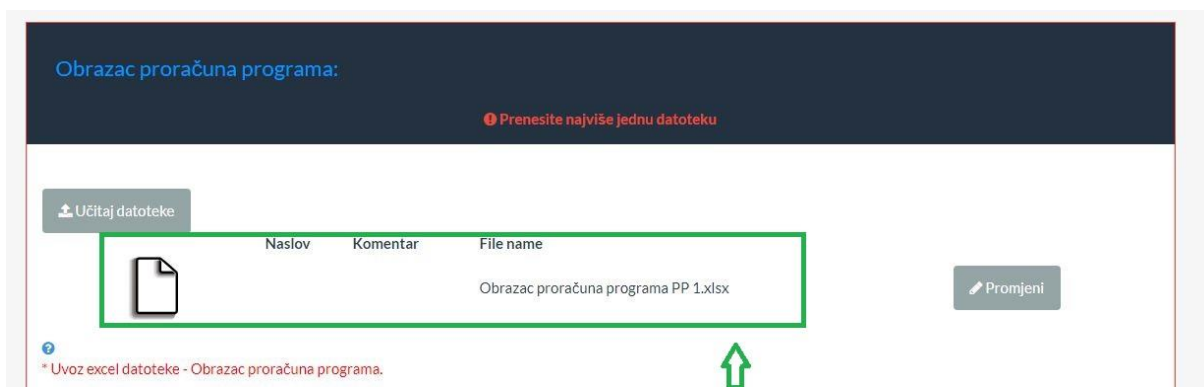 Obrazac proračuna programa:
Prenesite najviše jednu datoteku
Učitaj datoteke
Naslov Komentar File name
Obrazac proračuna programa PP 1.xlsx
Promjeni
* Uvoz excel datoteke - Obrazac proračuna programa.